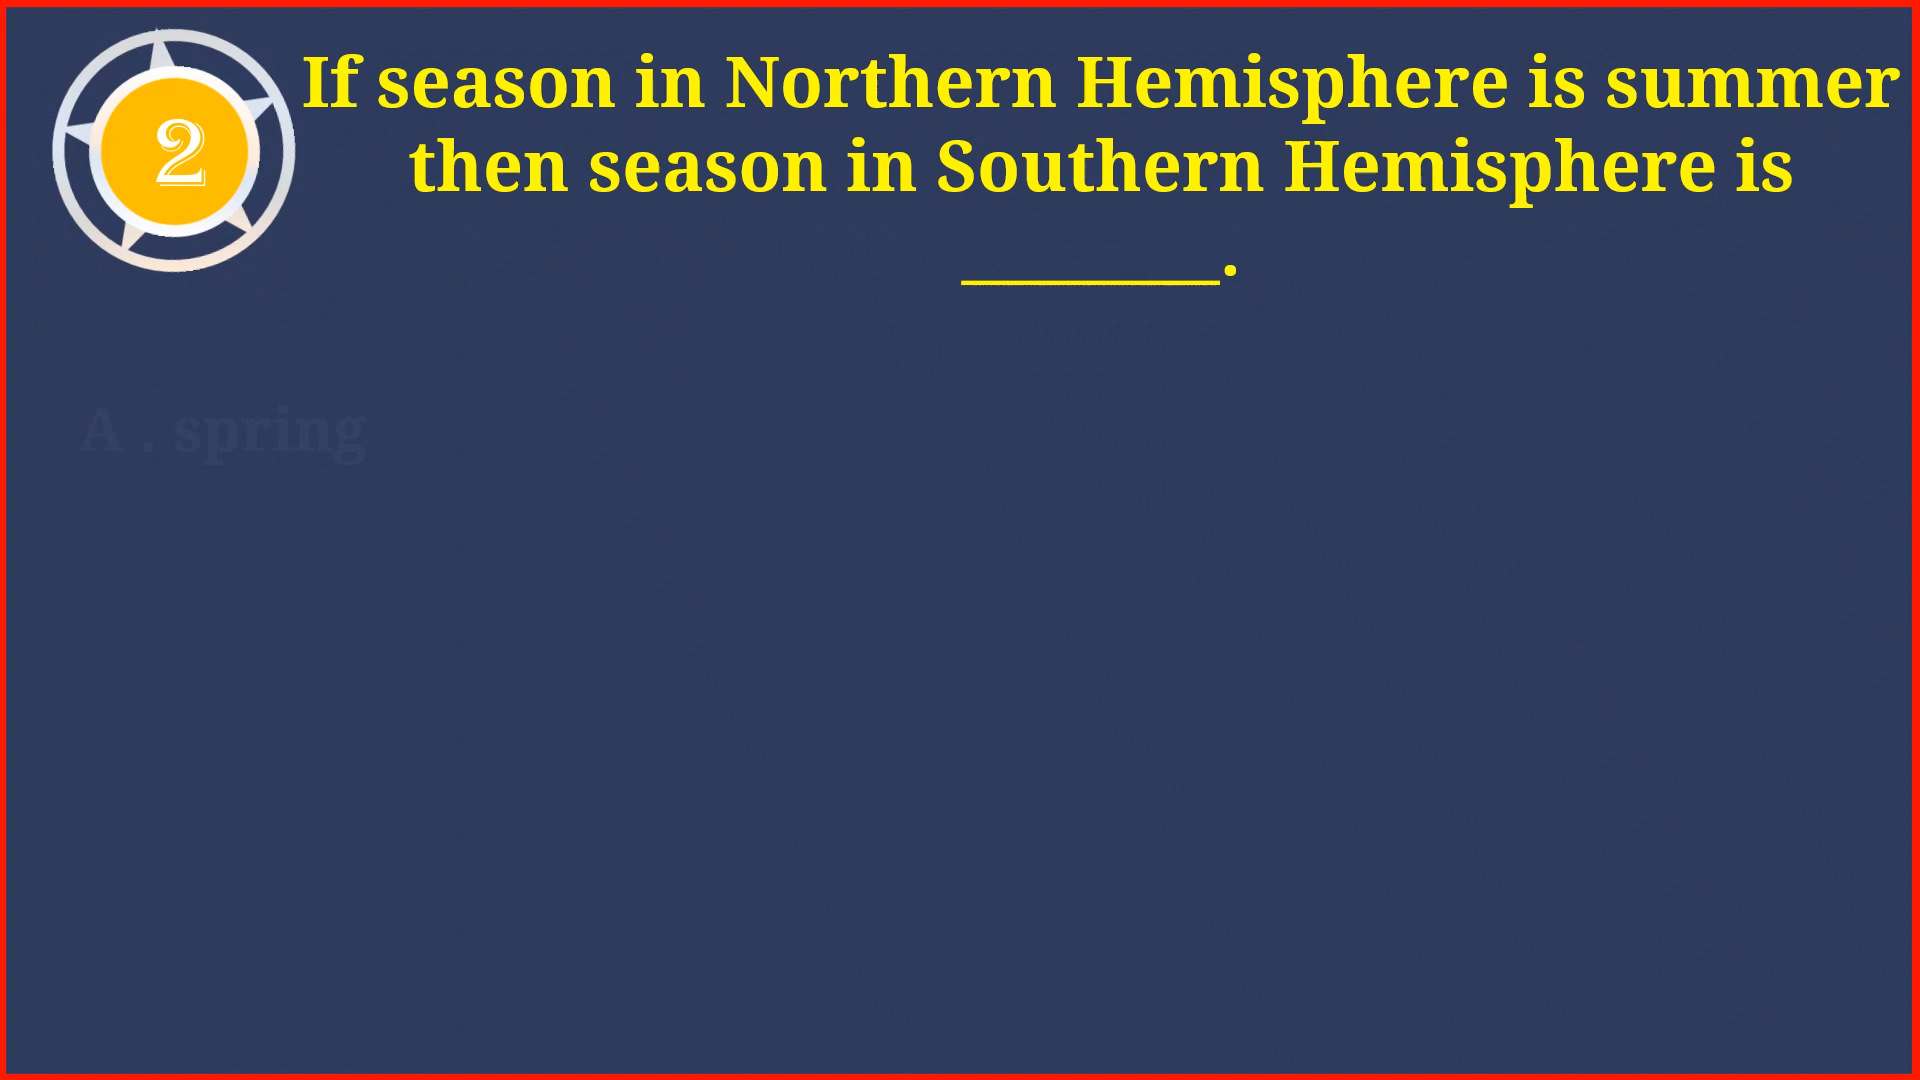 2
If season in Northern Hemisphere is summer
then season in Southern Hemisphere is
________.
A . spring